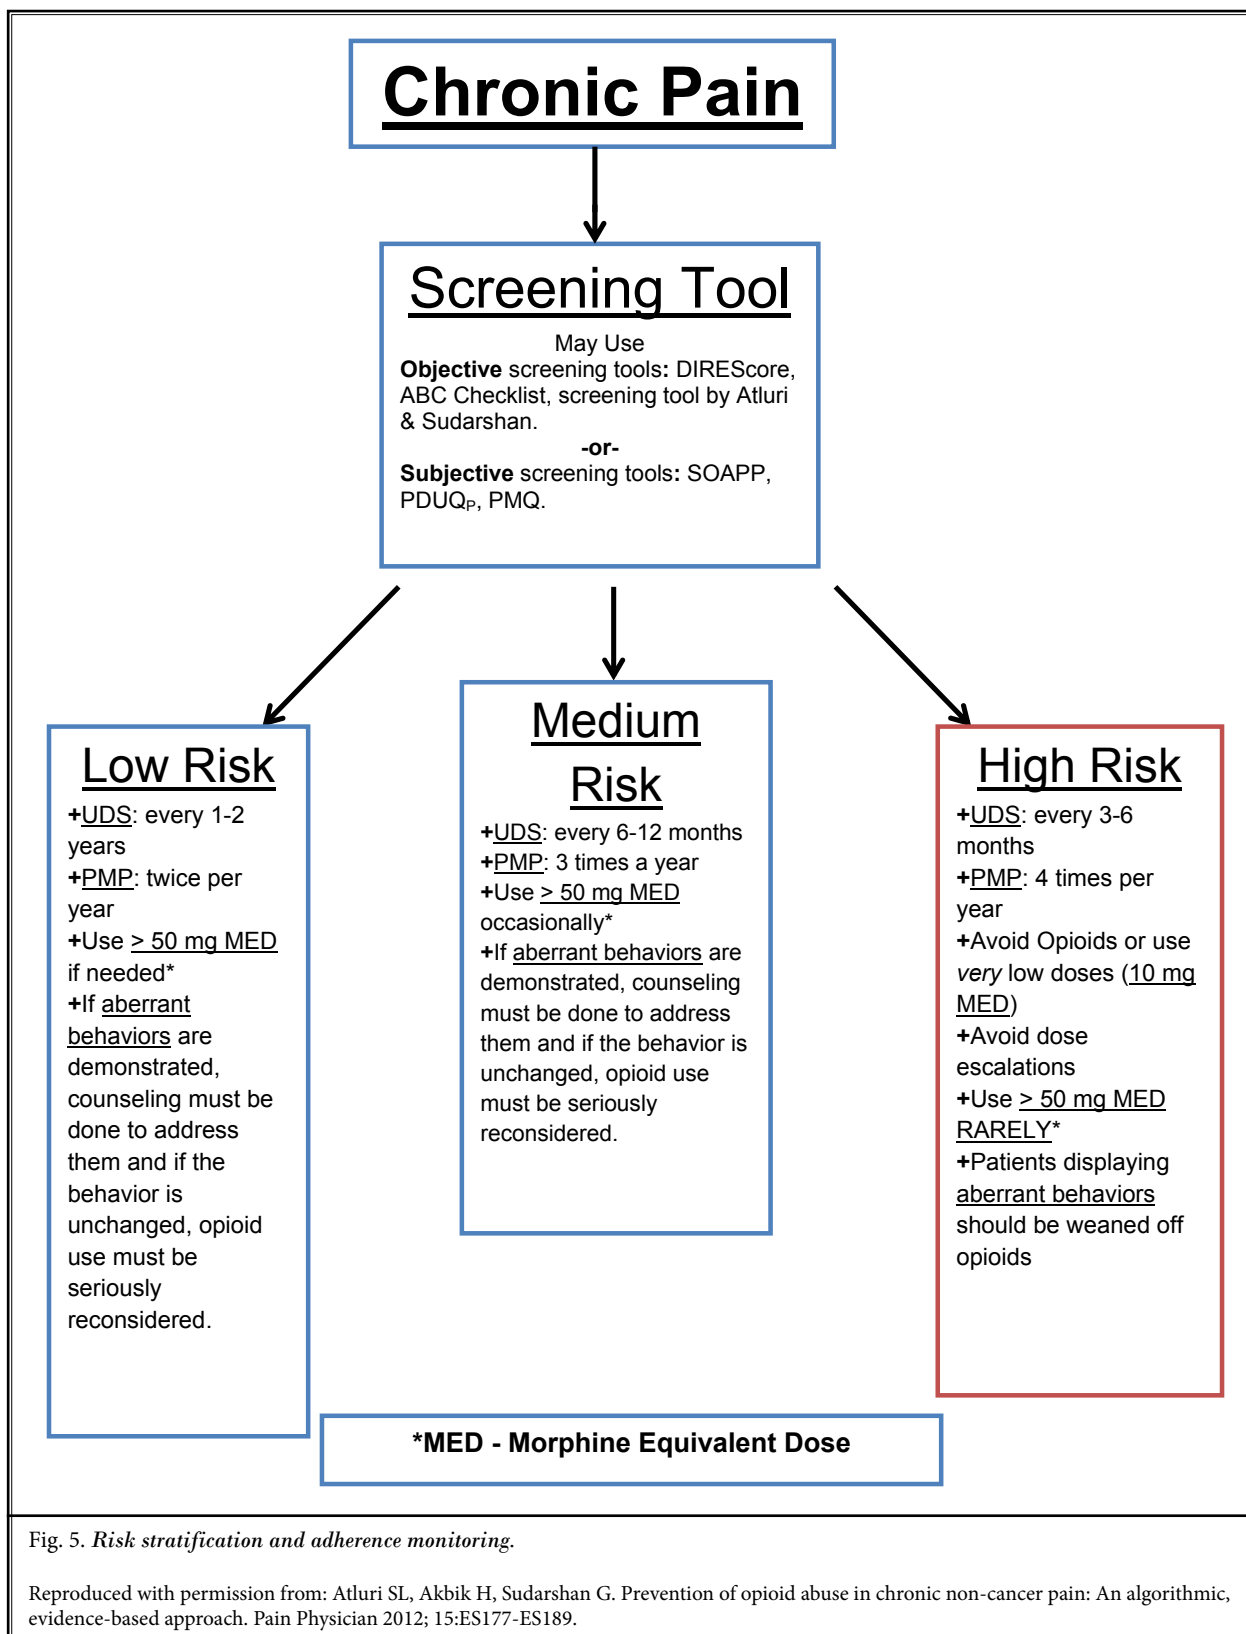 Chronic Pain
Screening Tool
May Use
Objective screening tools: DIREScore,
ABC Checklist, screening tool by Atluri
& Sudarshan.
-or-
Subjective screening tools: SOAPP,
PDUQP, PMQ.
Low Risk
+UDS: every 1-2
years
+PMP: twice per
year
+Use > 50 mg MED
if needed*
+If aberrant
behaviors are
demonstrated,
counseling must be
done to address
them and if the
behavior is
unchanged, opioid
use must be
seriously
reconsidered.
Medium
Risk
+UDS: every 6-12 months
+PMP: 3 times a year
+Use > 50 mg MED
occasionally*
+If aberrant behaviors are
demonstrated, counseling
must be done to address
them and if the behavior is
unchanged, opioid use
must be seriously
reconsidered.
High Risk
+UDS: every 3-6
months
+PMP: 4 times per
year
+Avoid Opioids or use
very low doses (10 mg
MED)
+Avoid dose
escalations
+Use > 50 mg MED
RARELY*
+Patients displaying
aberrant behaviors
should be weaned off
opioids
*MED - Morphine Equivalent Dose
Fig. 5. Risk stratification and adherence monitoring.
Reproduced with permission from: Atluri SL, Akbik H, Sudarshan G. Prevention of opioid abuse in chronic non-cancer pain: An algorithmic,
evidence-based approach. Pain Physician 2012; 15:ES177-ES189.